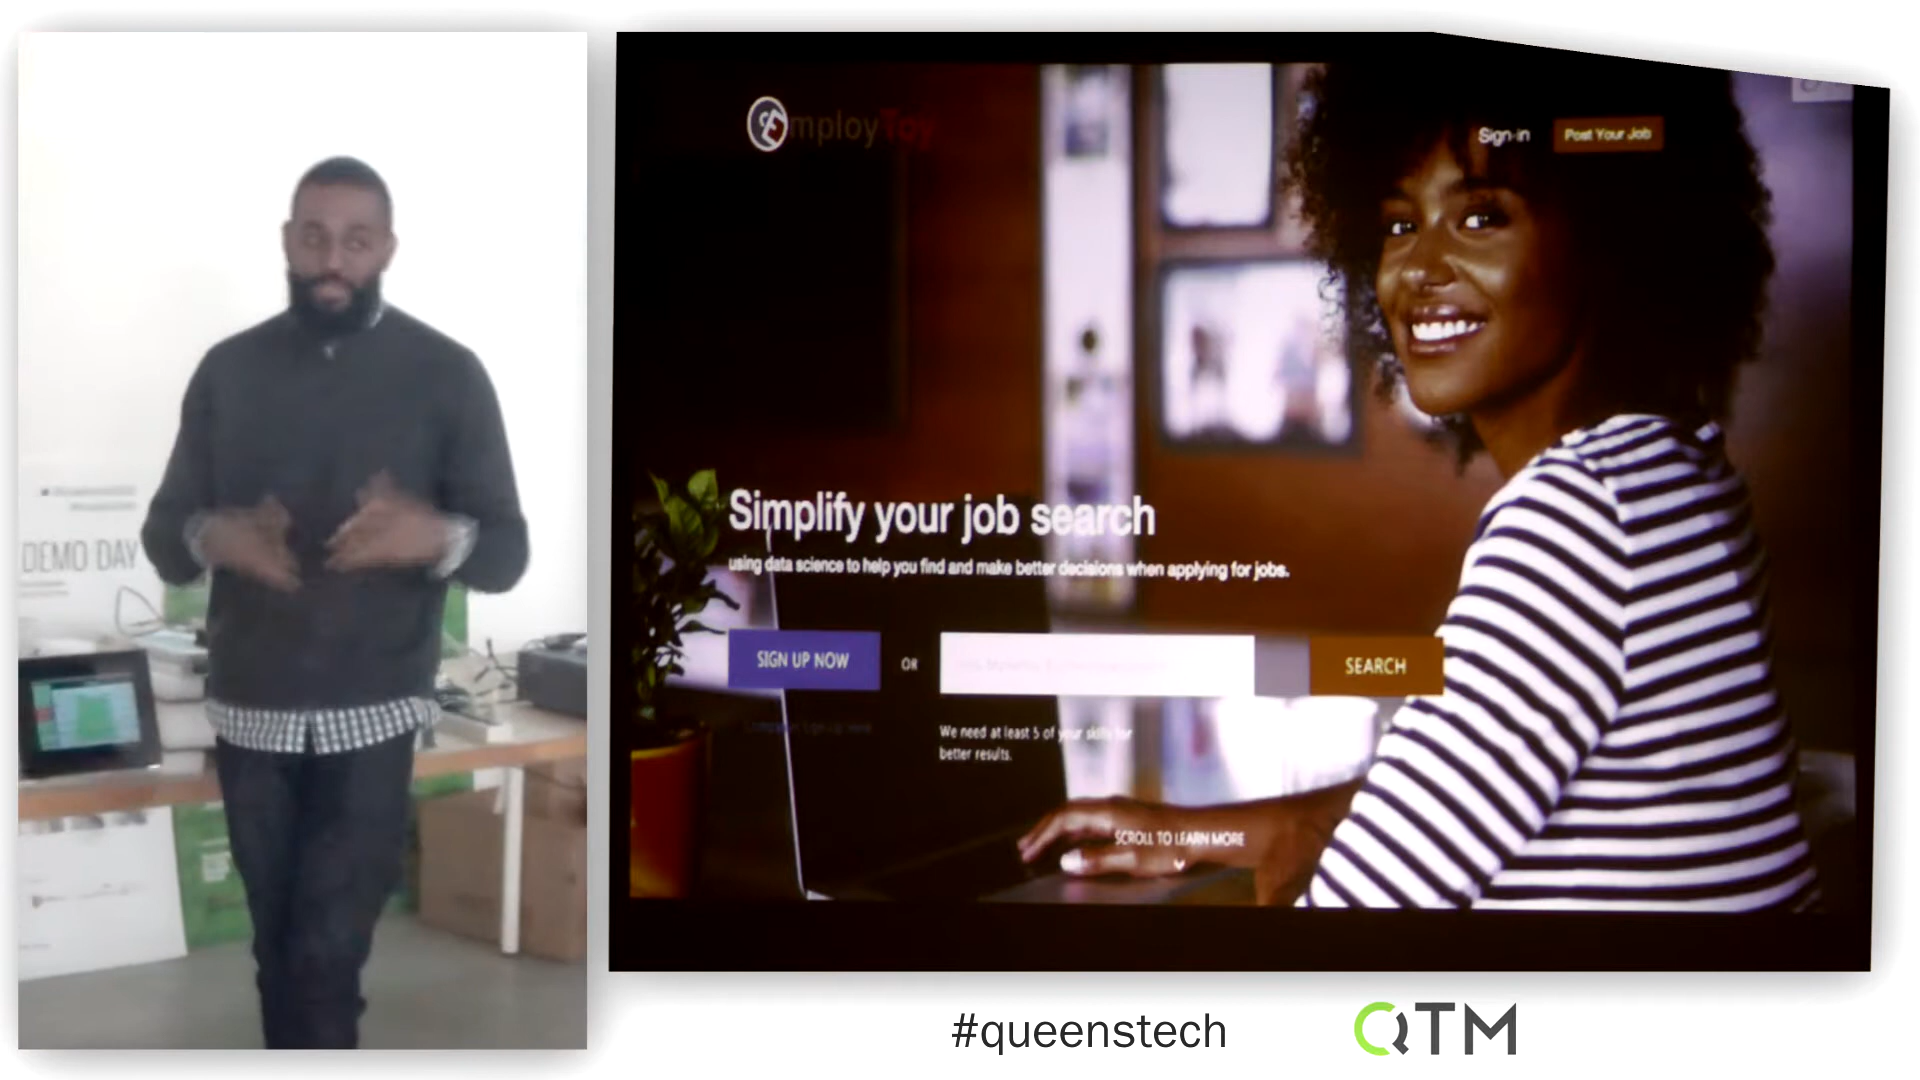 DEMO DAY
EmployToy
Sign-in
Post Your Job
Simplify your job search
using data science to help you find and make better decisions when applying for jobs.
SIGN UP NOW
OR
SEARCH
We need at least 5 of your skills for
better results.
SCROLL TO LEARN MORE
#queenstech
QTM